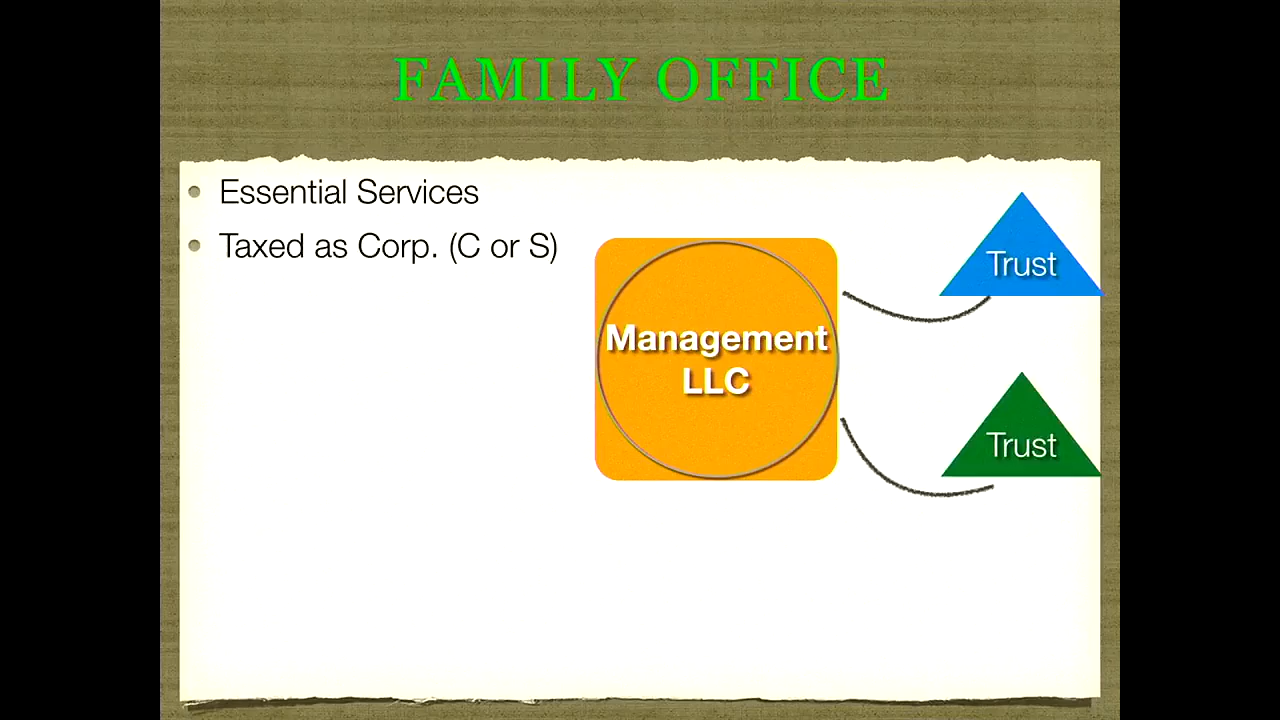 FAMILY OFFICE
Essential Services
Taxed as Corp. (C or S)
Management
LLC
Trust
Trust